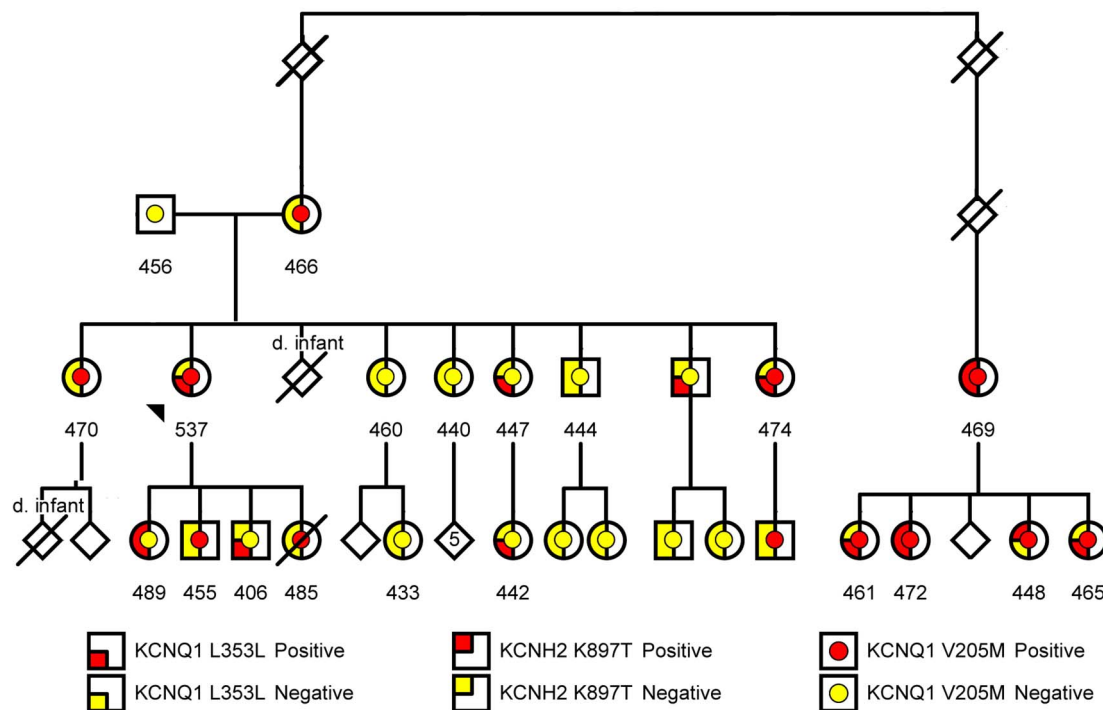 456
466
d. infant
470
537
460
440
447
444
474
469
d. infant
5
489
455
406
485
433
442
461
472
448
465
KCNQ1 L353L Positive
KCNH2 K897T Positive
KCNQ1 V205M Positive
KCNQ1 L353L Negative
KCNH2 K897T Negative
KCNQ1 V205M Negative